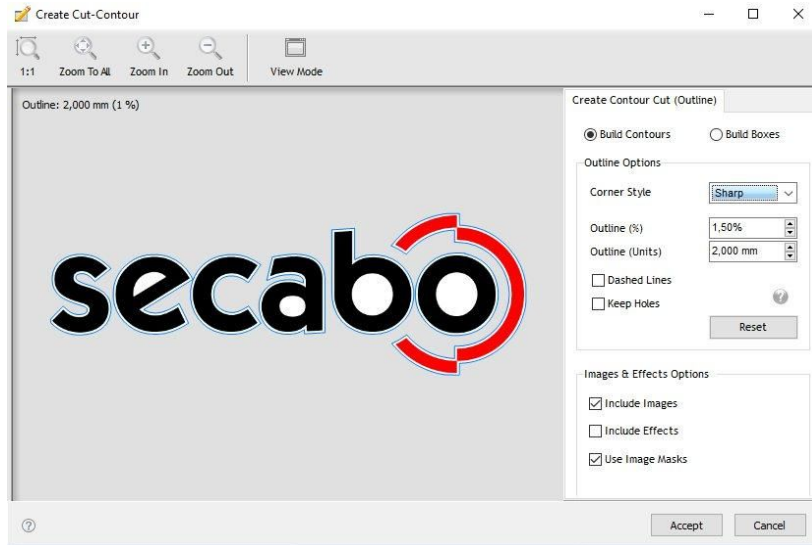 Create Cut-Contour
1:1 Zoom To All Zoom In Zoom Out View Mode
Outline: 2,000 mm (1 %)
secabo
Create Contour Cut (Outline)
Build Contours Build Boxes
Outline Options
Corner Style Sharp
Outline (%) 1,50%
Outline (Units) 2,000 mm
Dashed Lines
Keep Holes
?
Reset
Images & Effects Options
Include Images
Include Effects
Use Image Masks
? Accept Cancel